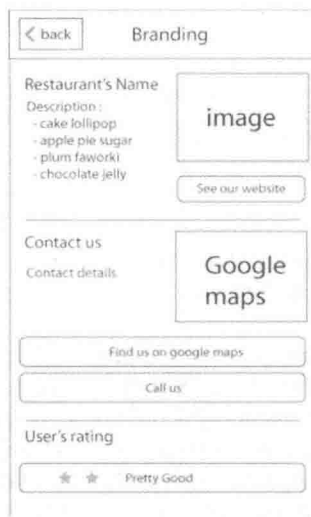 < back
Branding
Restaurant's Name
Description :
- cake lollipop
- apple pie sugar
- plum faworki
- chocolate jelly
image
See our website
Contact us
Contact details
Google
maps
Find us on google maps
Call us
User's rating
Pretty Good